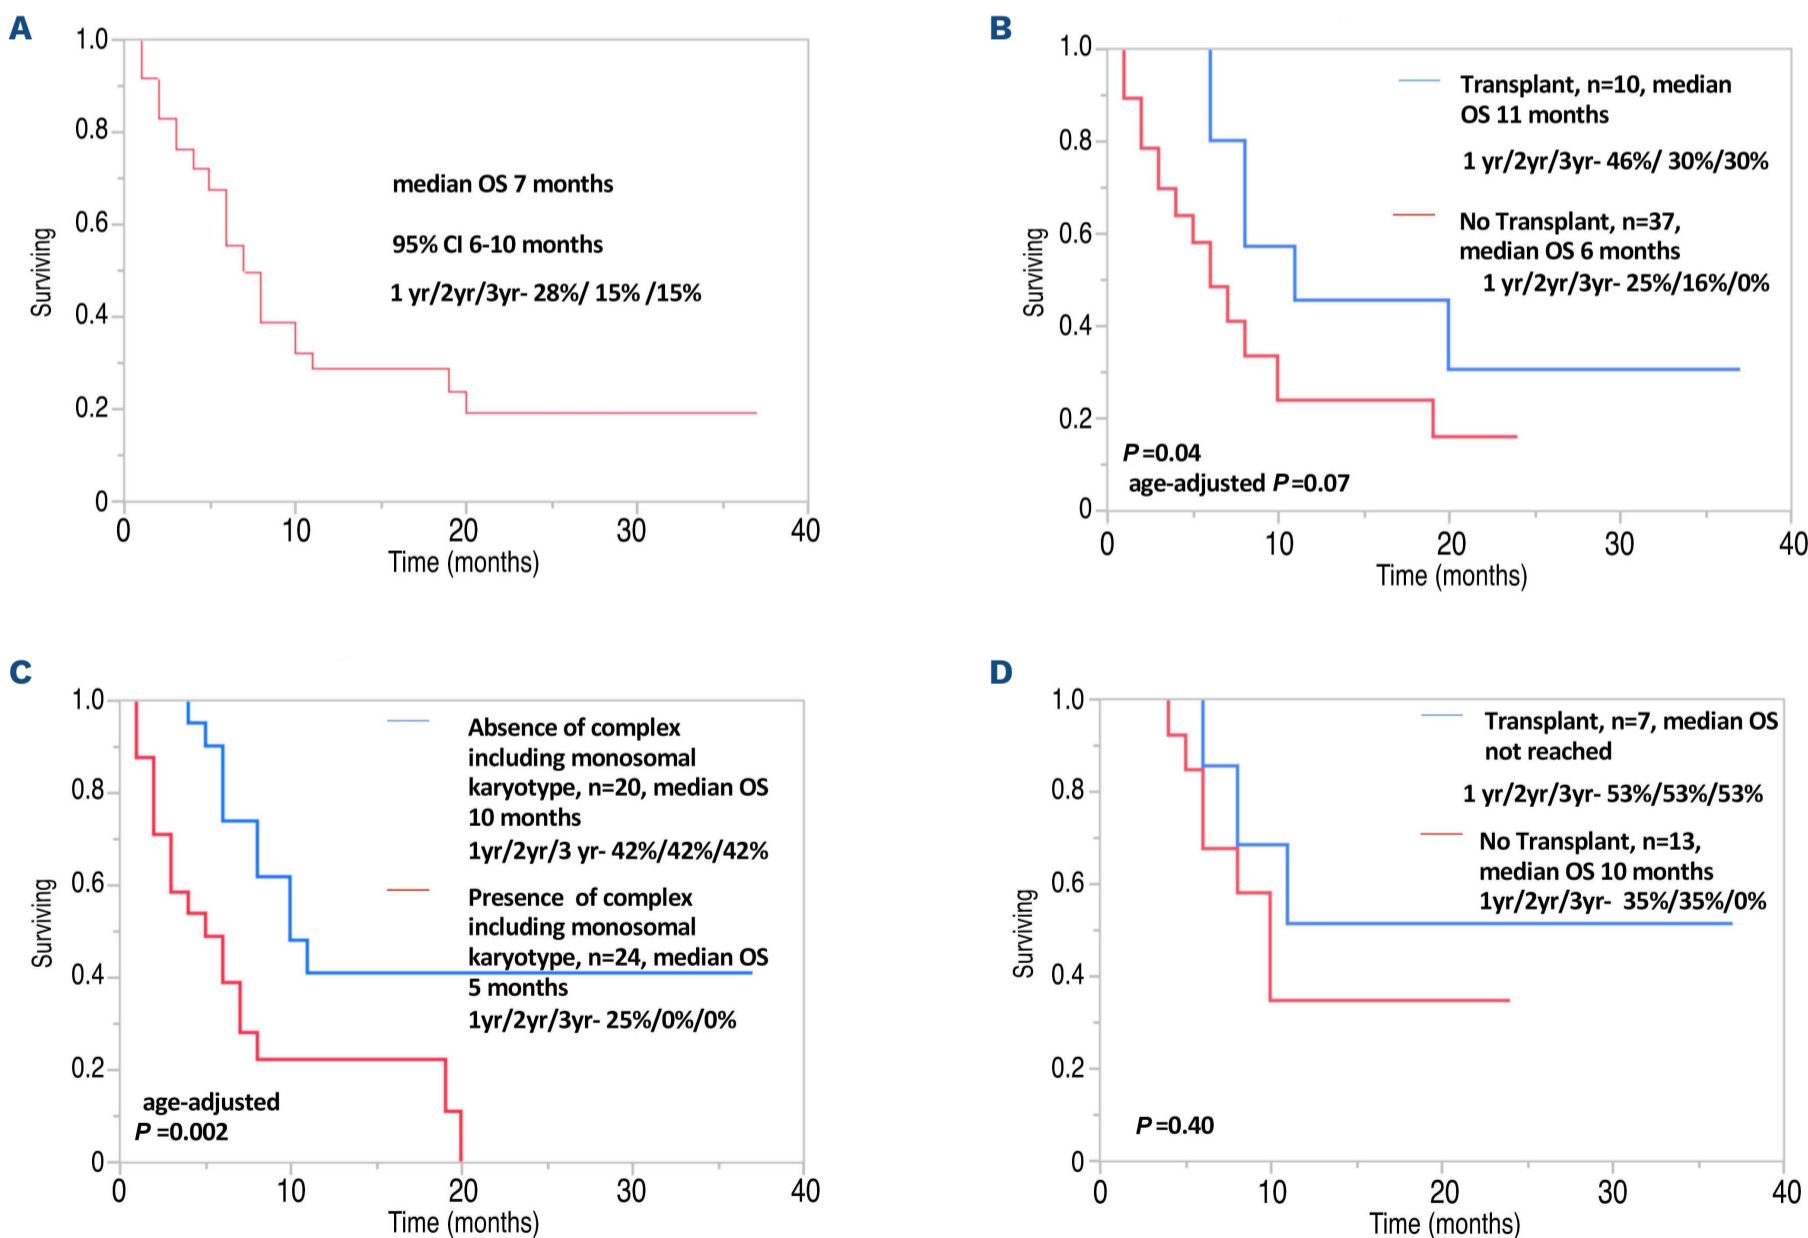 A
1.0
0.8
0.6
0.4
0.2
0
Surviving
median OS 7 months
95% CI 6-10 months
1 yr/2yr/3yr- 28%/ 15% /15%
0 10 20 30 40
Time (months)
B
1.0
0.8
0.6
0.4
0.2
0
Surviving
Transplant, n=10, median
OS 11 months
1 yr/2yr/3yr- 46%/ 30%/30%
No Transplant, n=37,
median OS 6 months
1 yr/2yr/3yr- 25%/16%/0%
P =0.04
age-adjusted P =0.07
0 10 20 30 40
Time (months)
C
1.0
0.8
0.6
0.4
0.2
0
Surviving
Absence of complex
including monosomal
karyotype, n=20, median OS
10 months
1yr/2yr/3 yr- 42%/42%/42%
Presence of complex
including monosomal
karyotype, n=24, median OS
5 months
1yr/2yr/3yr- 25%/0%/0%
age-adjusted
P =0.002
0 10 20 30 40
Time (months)
D
1.0
0.8
0.6
0.4
0.2
0
Surviving
Transplant, n=7, median OS
not reached
1 yr/2yr/3yr- 53%/53%/53%
No Transplant, n=13,
median OS 10 months
1yr/2yr/3yr- 35%/35%/0%
P =0.40
0 10 20 30 40
Time (months)